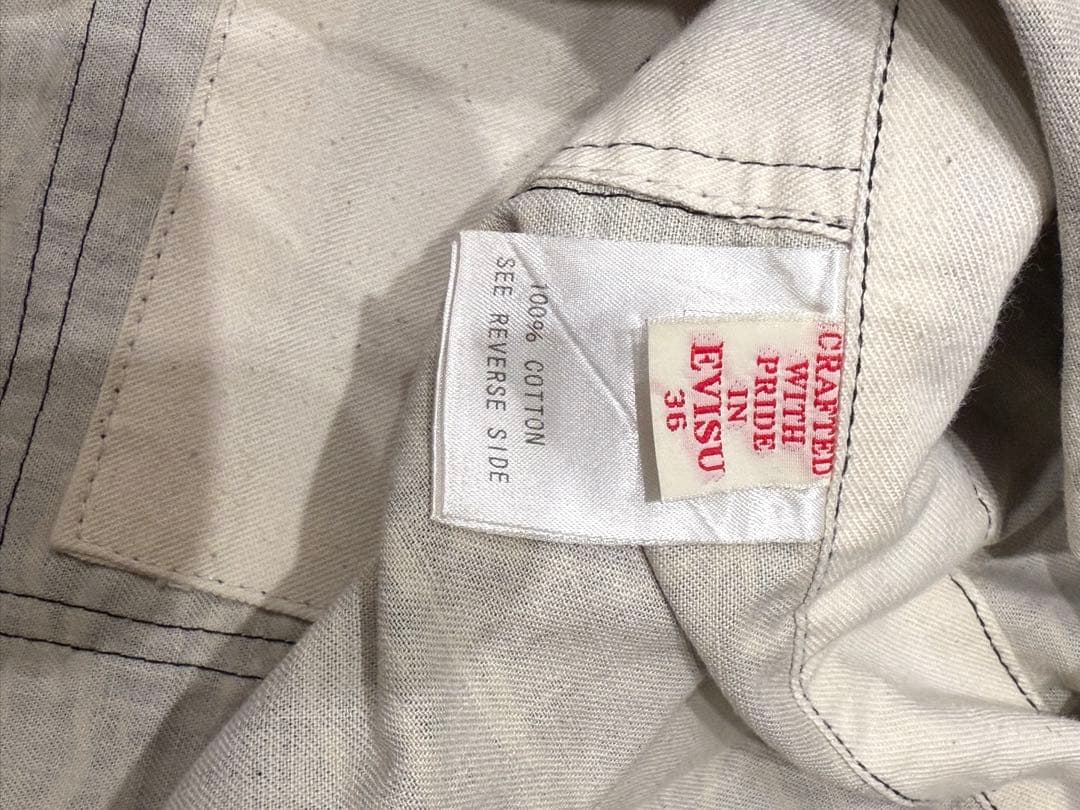 100% COTTON
SEE REVERSE SIDE
CRAFTED
WITH
PRIDE
IN
EVISU
36